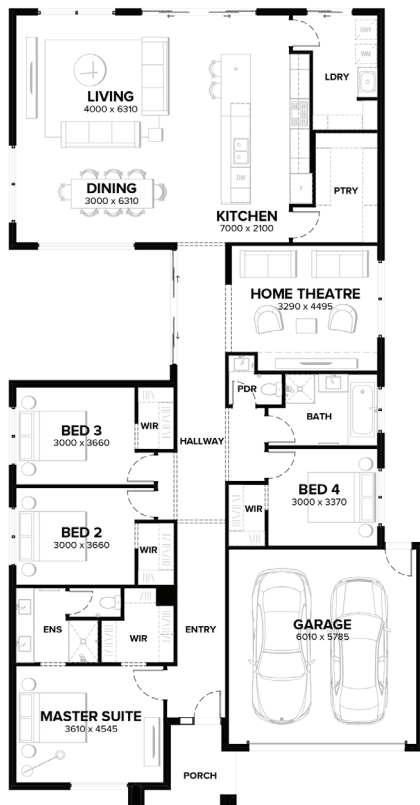 DRY
WM
LDRY
LIVING
4000 x 6310
DINING
3000 x 6310
DW
F
PTRY
KITCHEN
7000 x 2100
HOME THEATRE
3290 x 4495
PDR
BATH
WIR
BED 3
3000 x 3660
HALLWAY
BED 4
3000 x 3370
WIR
BED 2
3000 x 3660
WIR
ENS
WIR
ENTRY
GARAGE
6010 x 5785
MASTER SUITE
3610 x 4545
PORCH